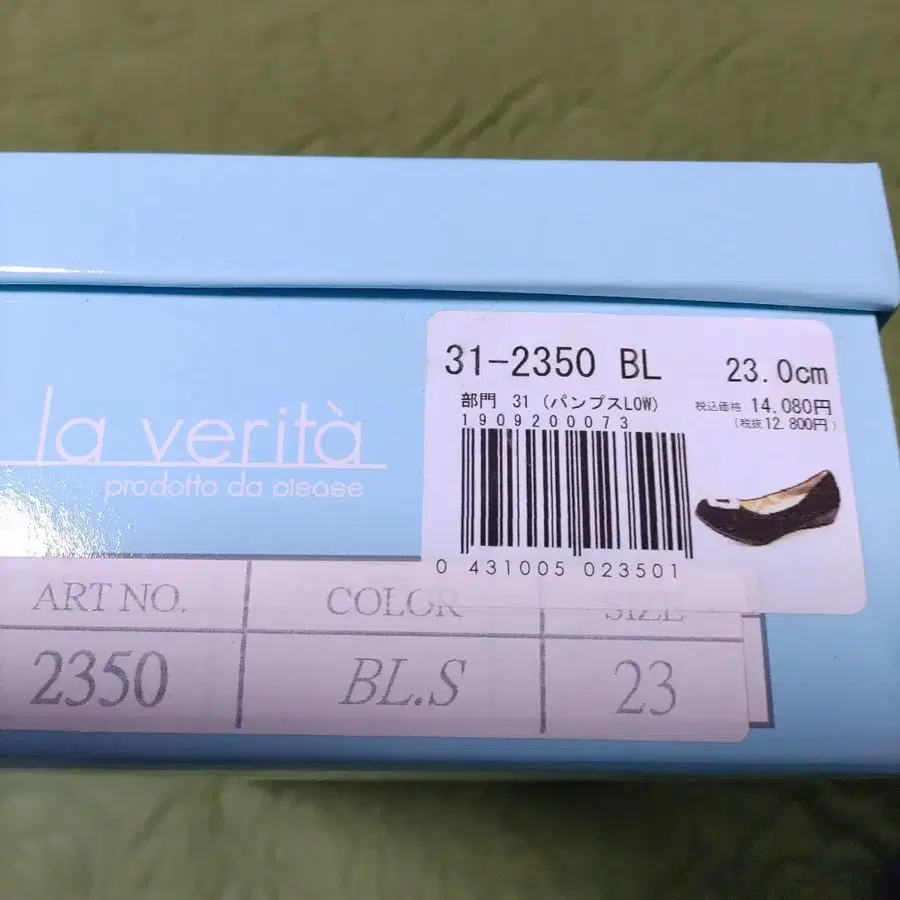 la verità
prodotto da please
31-2350 BL 23.0cm
部門 31 (パンプスLOW) 税込価格 14,080円
1909200073 (税抜12,800円)
0 431005 023501
ART NO. COLOR SIZE
2350 BL.S 23